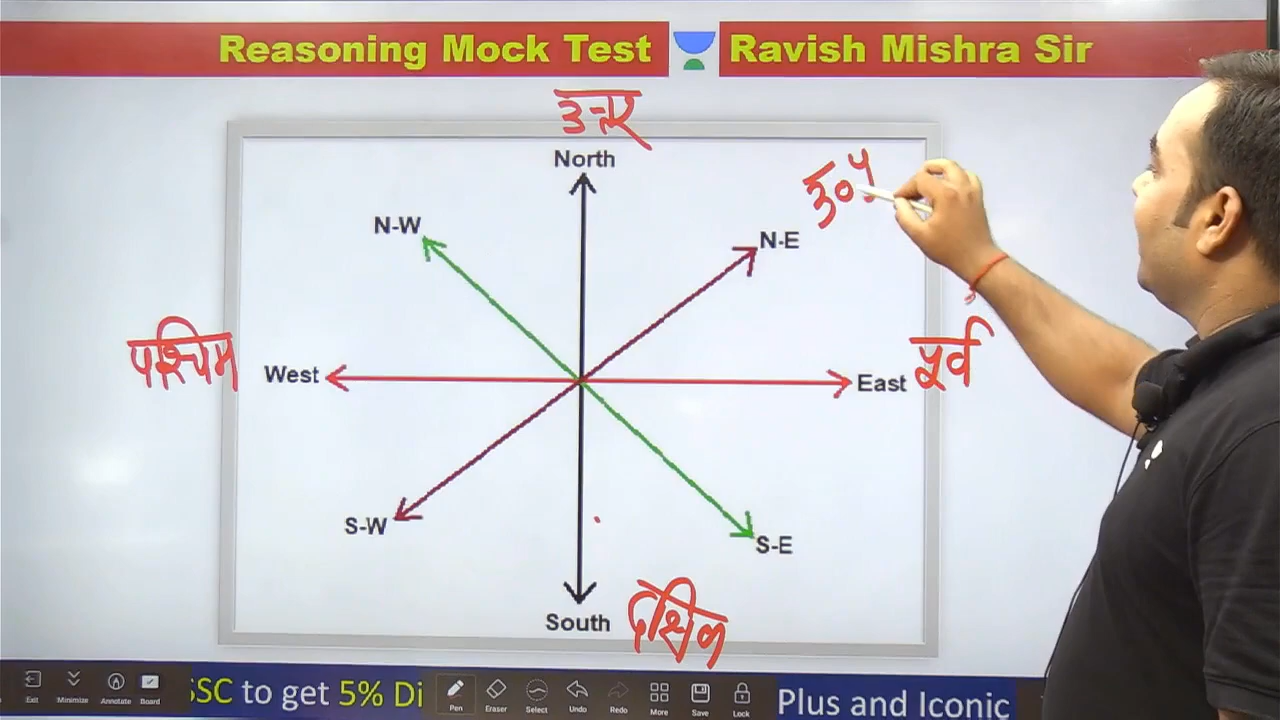 Reasoning Mock Test Ravish Mishra Sir
उत्तर
North
उ० पू
N-W
N-E
पश्चिम
West
East
पूर्व
S-W
S-E
South
दक्षिन
SSC to get 5% Di
Plus and Iconic
Exit
Minimize
Annotate
Board
Pen
Eraser
Select
Undo
Redo
More
Save
Lock